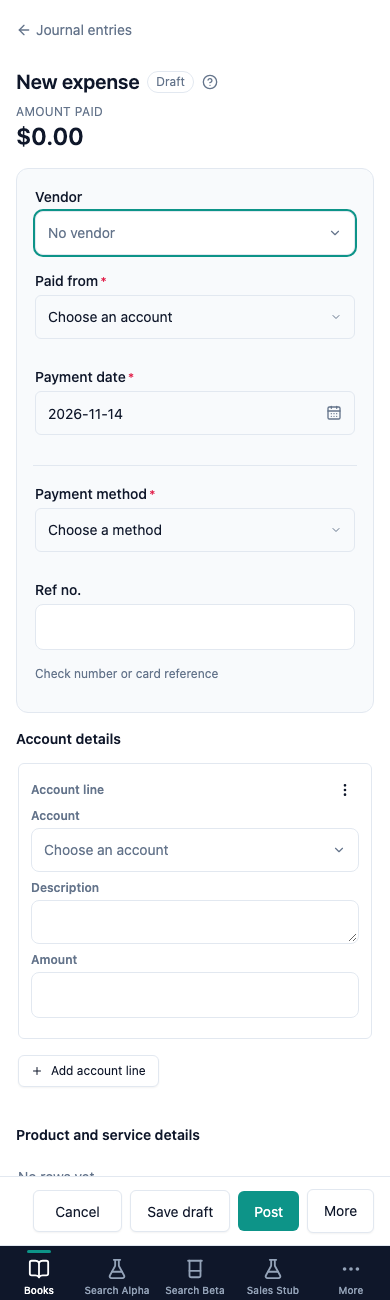 Journal entries
New expense Draft
AMOUNT PAID
$0.00
Vendor
No vendor
Paid from *
Choose an account
Payment date *
2026-11-14
Payment method *
Choose a method
Ref no.
Check number or card reference
Account details
Account line
Account
Choose an account
Description
Amount
Add account line
Product and service details
No rows yet
Cancel Save draft Post More
Books Search Alpha Search Beta Sales Stub More